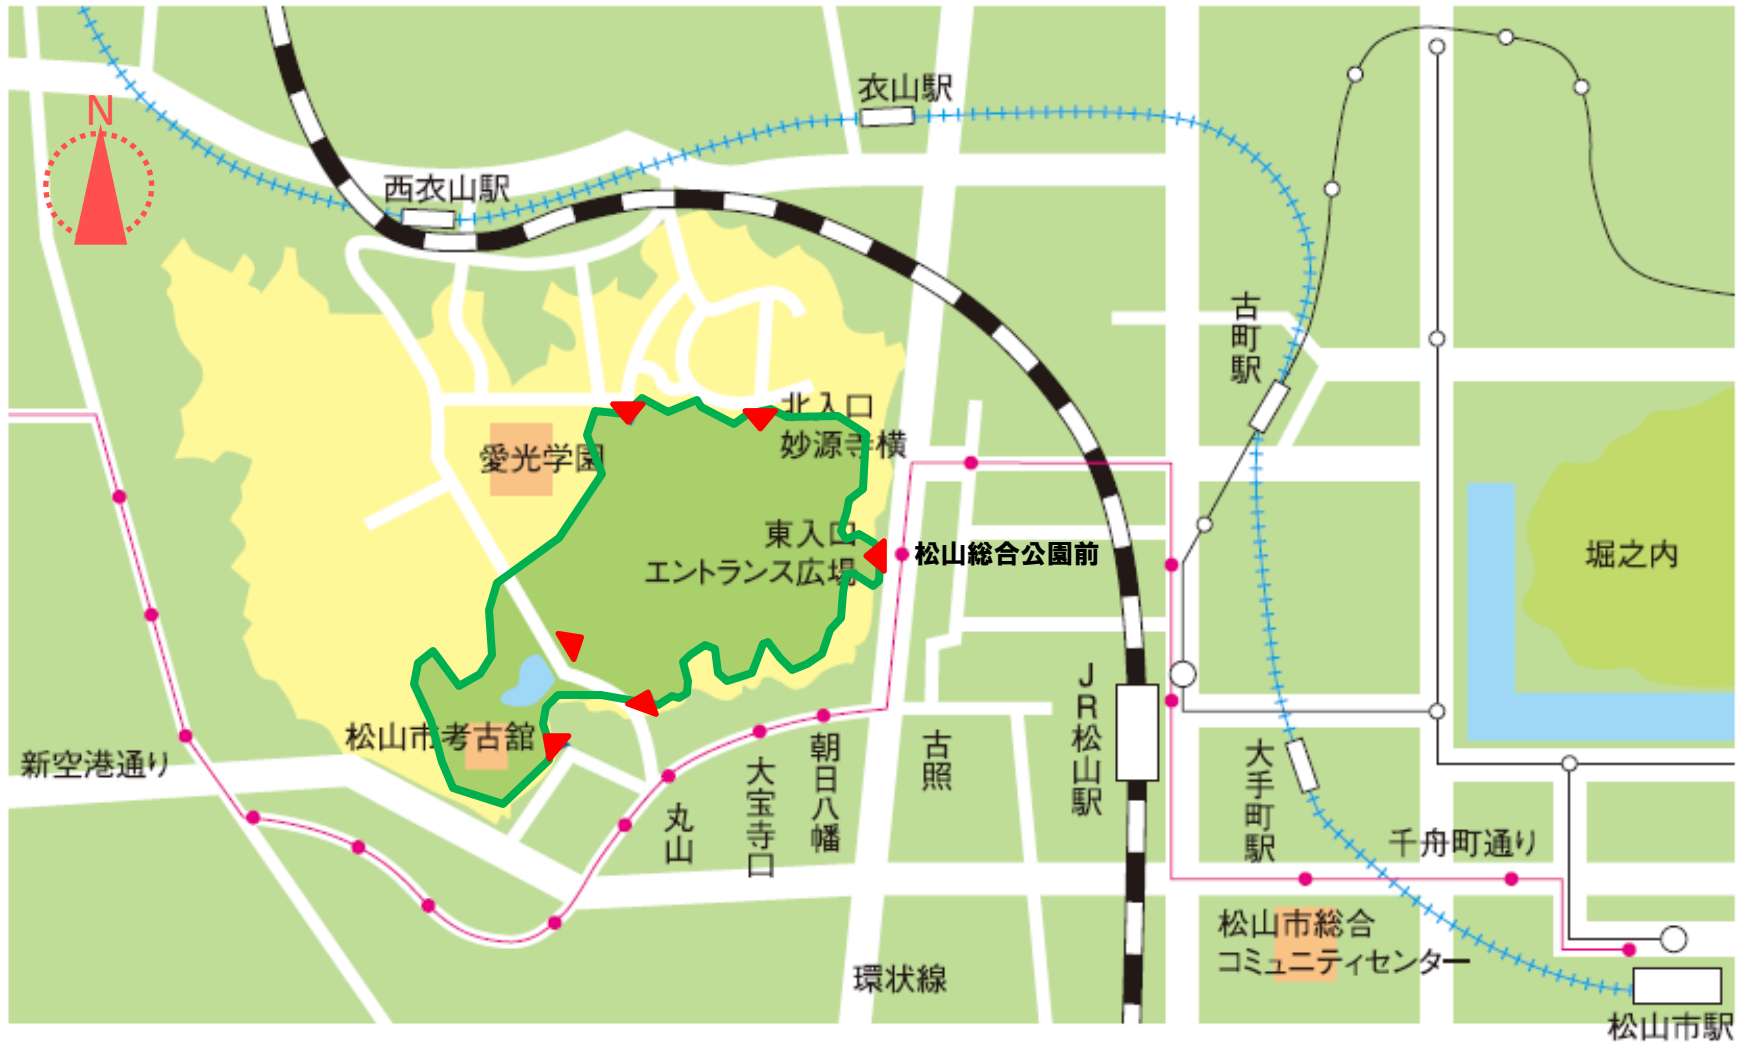 N
衣山駅
西衣山駅
古町駅
北入口
妙源寺横
愛光学園
東入口
エントランス広場
松山総合公園前
堀之内
JR松山駅
松山市考古館
新空港通り
丸山
大宝寺口
朝日八幡
古照
大手町駅
千舟町通り
松山市総合
コミュニティセンター
環状線
松山市駅